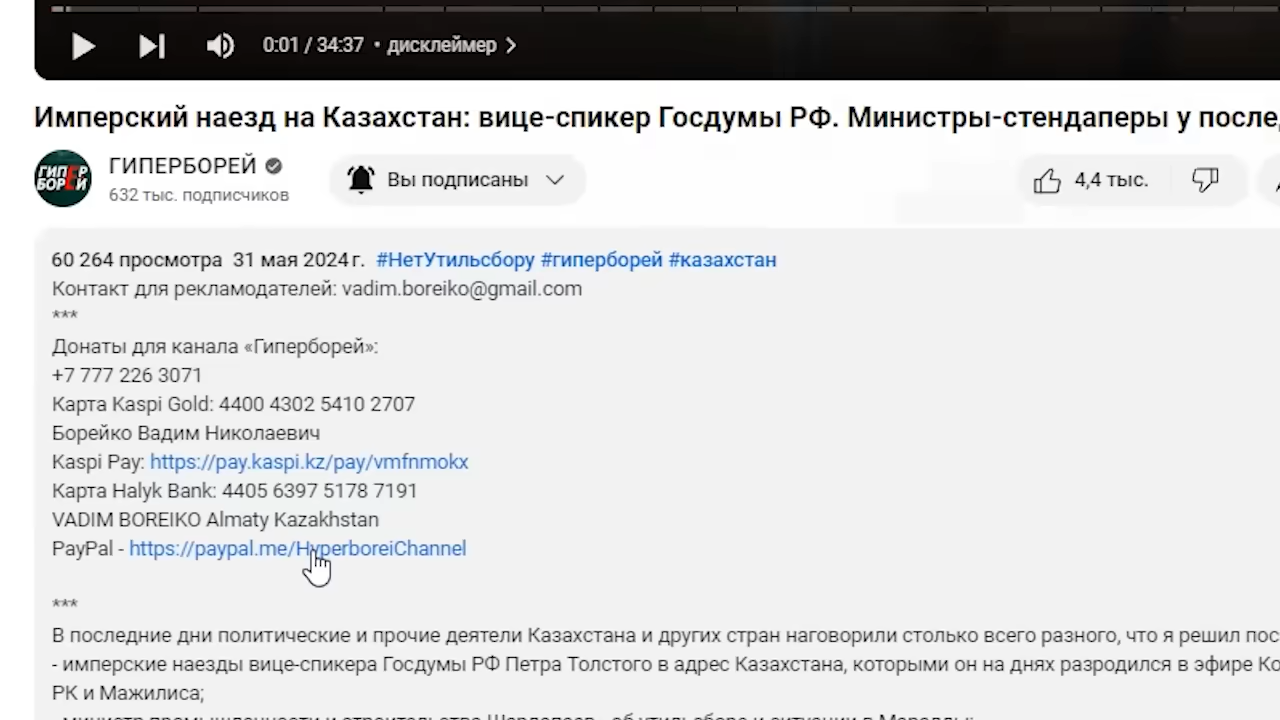 0:01 / 34:37 • дисклеймер
Имперский наезд на Казахстан: вице-спикер Госдумы РФ. Министры-стендаперы у
ГИПЕРБОРЕЙ
ГИПЕР
БОРЕЙ
632 тыс. подписчиков
Вы подписаны
4,4 тыс.
60 264 просмотра 31 мая 2024 г. #НетУтильсбору #гиперборей #казахстан
Контакт для рекламодателей: vadim.boreiko@gmail.com
***
Донаты для канала «Гиперборей»:
+7 777 226 3071
Карта Kaspi Gold: 4400 4302 5410 2707
Борейко Вадим Николаевич
Kaspi Pay: https://pay.kaspi.kz/pay/vmfnmokx
Карта Halyk Bank: 4405 6397 5178 7191
VADIM BOREIKO Almaty Kazakhstan
PayPal - https://paypal.me/HyperboreiChannel
***
В последние дни политические и прочие деятели Казахстана и других стран наговорили столько всего разного, что я решил
- имперские наезды вице-спикера Госдумы РФ Петра Толстого в адрес Казахстана, которыми он на днях разродился в эфире
РК и Мажилиса;